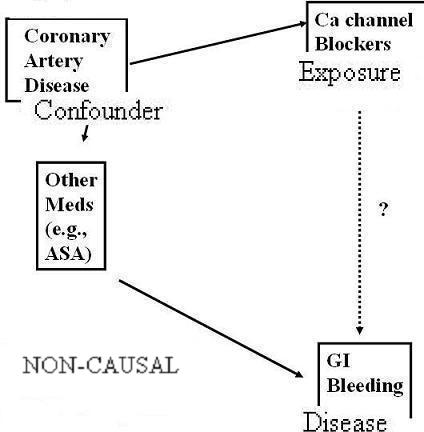 Coronary
Artery
Disease
Confounder
Ca channel
Blockers
Exposure
Other
Meds
(e.g.,
ASA)
?
NON-CAUSAL
GI
Bleeding
Disease